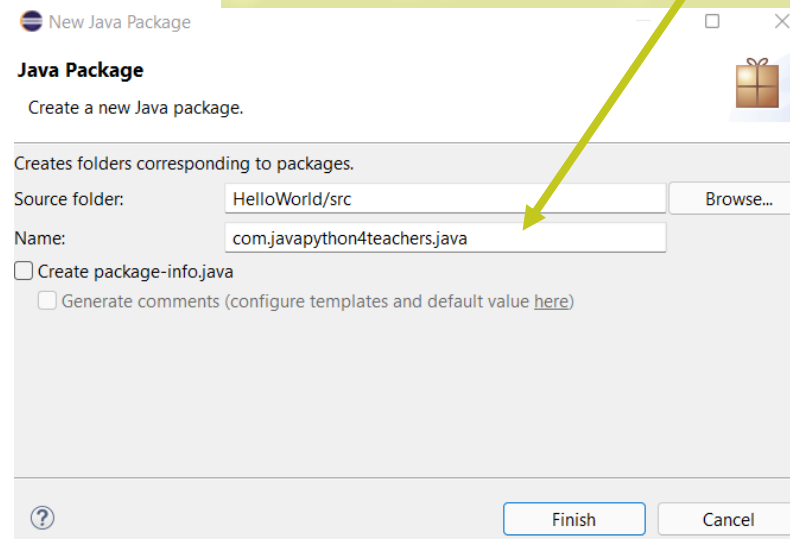 New Java Package
Java Package
Create a new Java package.
Creates folders corresponding to packages.
Source folder: HelloWorld/src Browse...
Name: com.javapython4teachers.java
Create package-info.java
Generate comments (configure templates and default value here)
? Finish Cancel